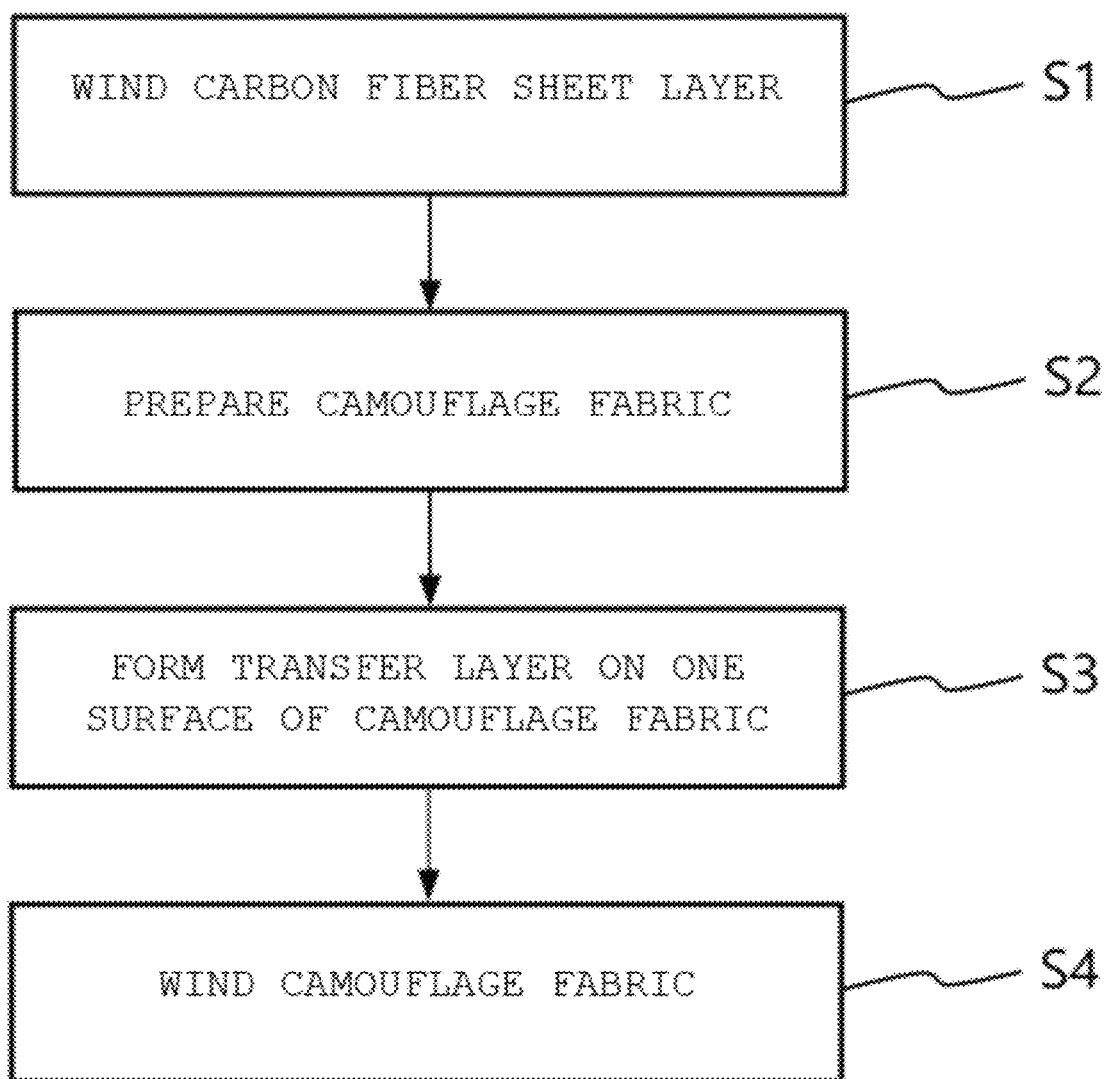 WIND CARBON FIBER SHEET LAYER
S1
PREPARE CAMOUFLAGE FABRIC
S2
FORM TRANSFER LAYER ON ONE
SURFACE OF CAMOUFLAGE FABRIC
S3
WIND CAMOUFLAGE FABRIC
S4